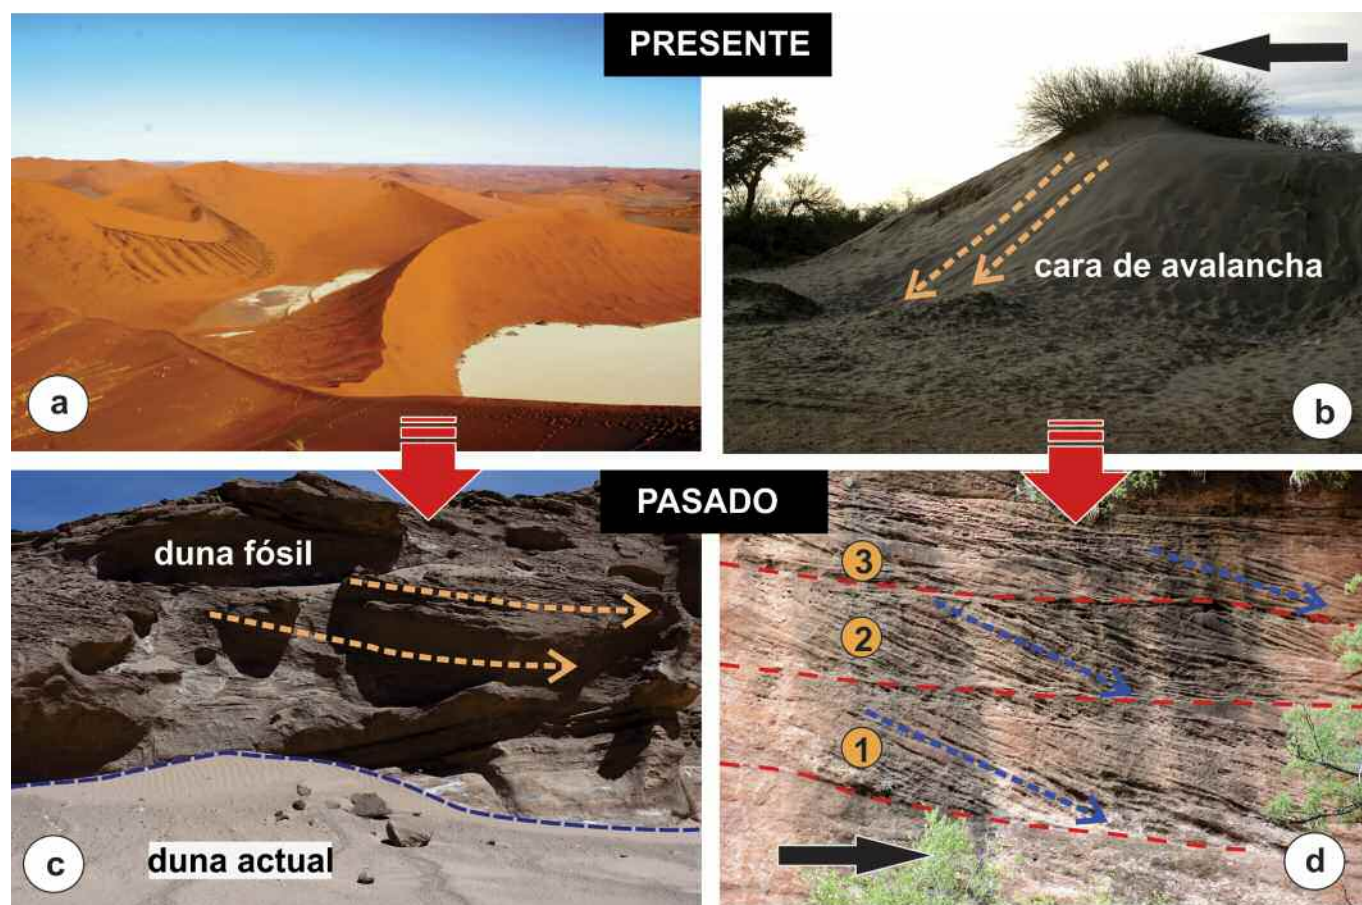 PRESENTE
cara de avalancha
a
b
PASADO
duna fósil
3
2
1
duna actual
c
d